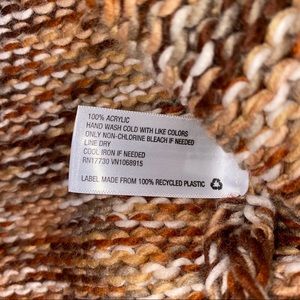 100% ACRYLIC
HAND WASH COLD WITH LIKE COLORS
ONLY NON-CHLORINE BLEACH IF NEEDED
LINE DRY
COOL IRON IF NEEDED
RN17730 VN1068915
LABEL MADE FROM 100% RECYCLED PLASTIC